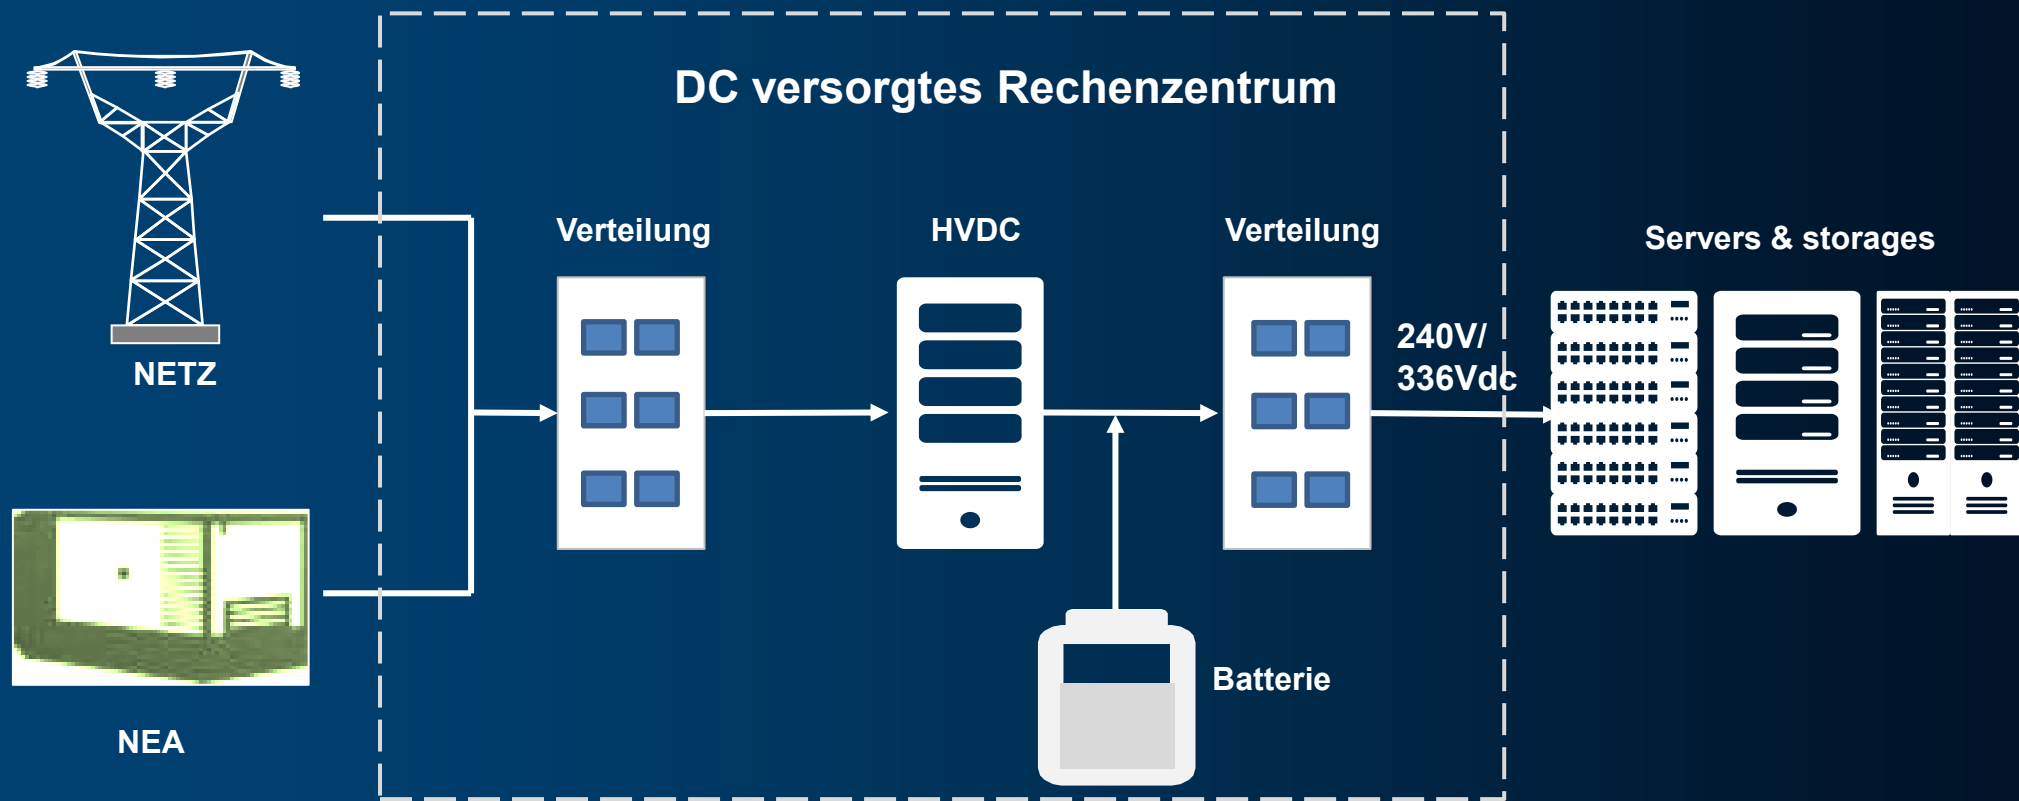 DC versorgtes Rechenzentrum
NETZ
NEA
Verteilung
HVDC
Verteilung
240V/
336Vdc
Servers & storages
Batterie